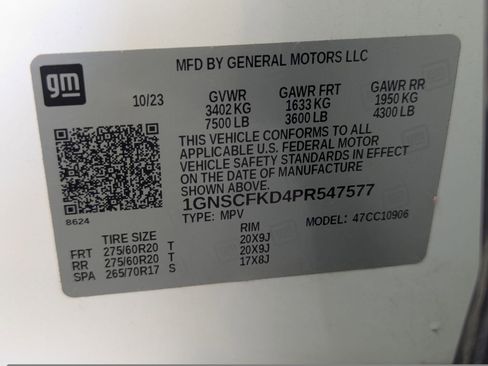 gm
MFD BY GENERAL MOTORS LLC
10/23 GVWR GAWR FRT GAWR RR
3402 KG 1633 KG 1950 KG
7500 LB 3600 LB 4300 LB
THIS VEHICLE CONFORMS TO ALL
APPLICABLE U.S. FEDERAL MOTOR
VEHICLE SAFETY STANDARDS IN EFFECT
ON THE DATE OF MANUFACTURE
SHOWN ABOVE.
1GNSCFKD4PR547577
8624 TYPE: MPV MODEL: 47CC10906
TIRE SIZE RIM
FRT 275/60R20 T 20X9J
RR 275/60R20 T 20X9J
SPA 265/70R17 S 17X8J